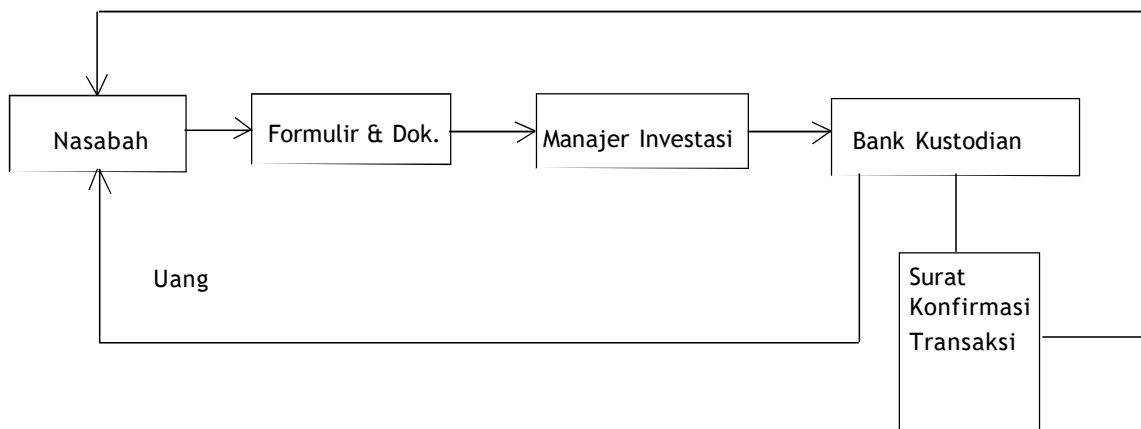 Nasabah
Formulir & Dok.
Manajer Investasi
Bank Kustodian
Uang
Surat
Konfirmasi
Transaksi